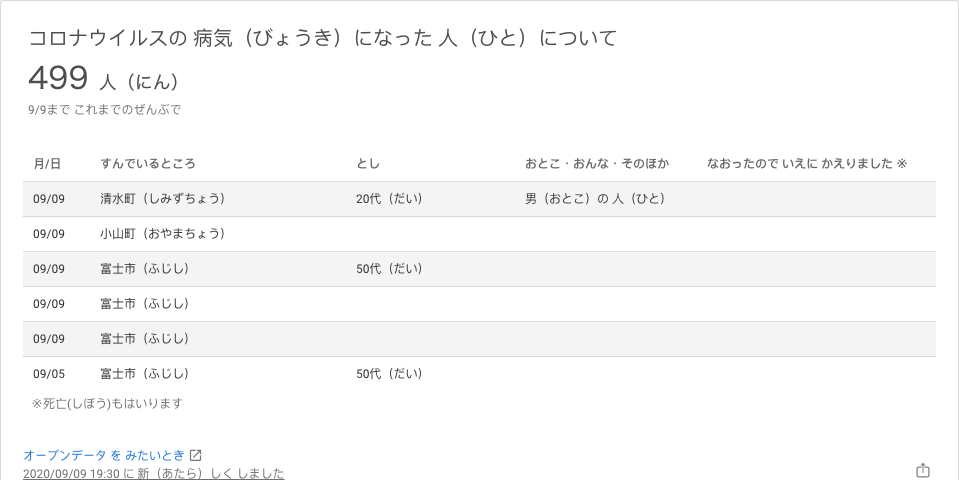 コロナウイルスの 病気（びょうき）になった 人（ひと）について
499 人（にん）
9/9まで これまでのぜんぶで
月/日 すんでいるところ とし おとこ・おんな・そのほか なおったので いえに かえりました ※
09/09 清水町（しみずちょう） 20代（だい） 男（おとこ）の 人（ひと）
09/09 小山町（おやまちょう）
09/09 富士市（ふじし） 50代（だい）
09/09 富士市（ふじし）
09/09 富士市（ふじし）
09/05 富士市（ふじし） 50代（だい）
※死亡(しぼう)もはいります
オープンデータ を みたいとき
2020/09/09 19:30 に 新（あたら）しく しました